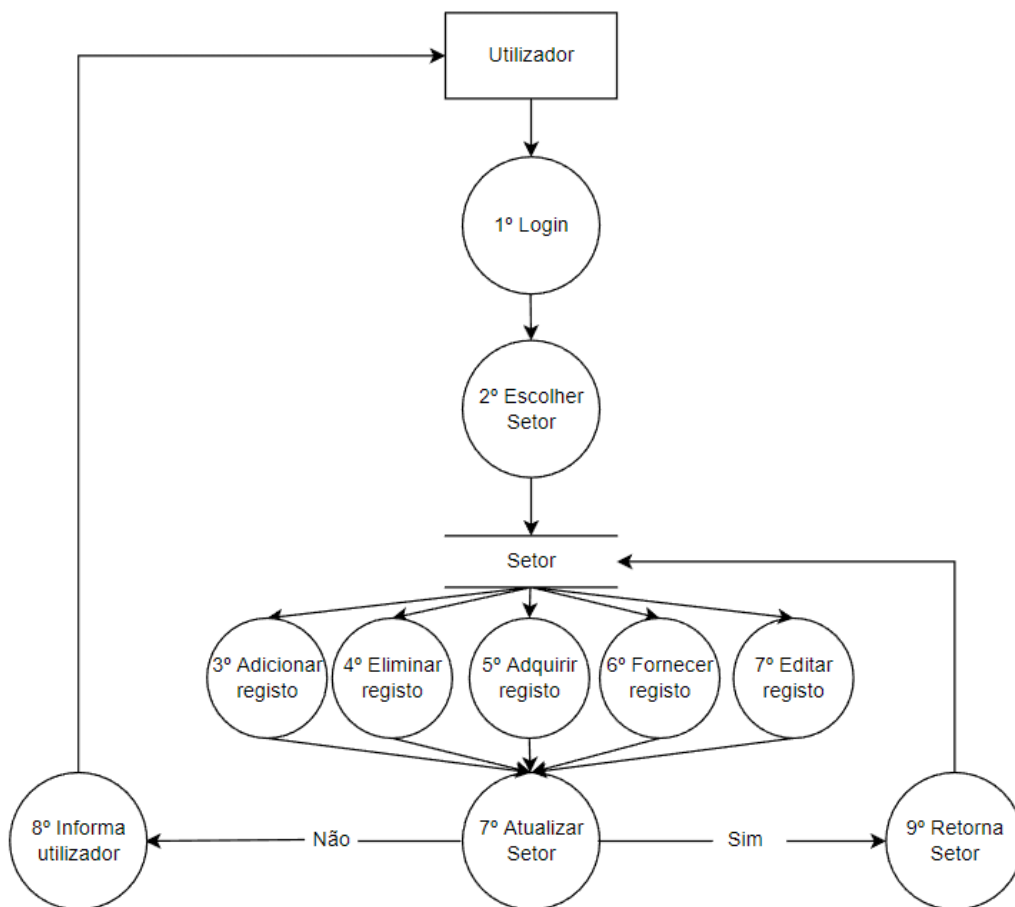 Utilizador
1º Login
2º Escolher
Setor
Setor
3º Adicionar
registo
4º Eliminar
registo
5º Adquirir
registo
6º Fornecer
registo
7º Editar
registo
8º Informa
utilizador
Não
7º Atualizar
Setor
Sim
9º Retorna
Setor